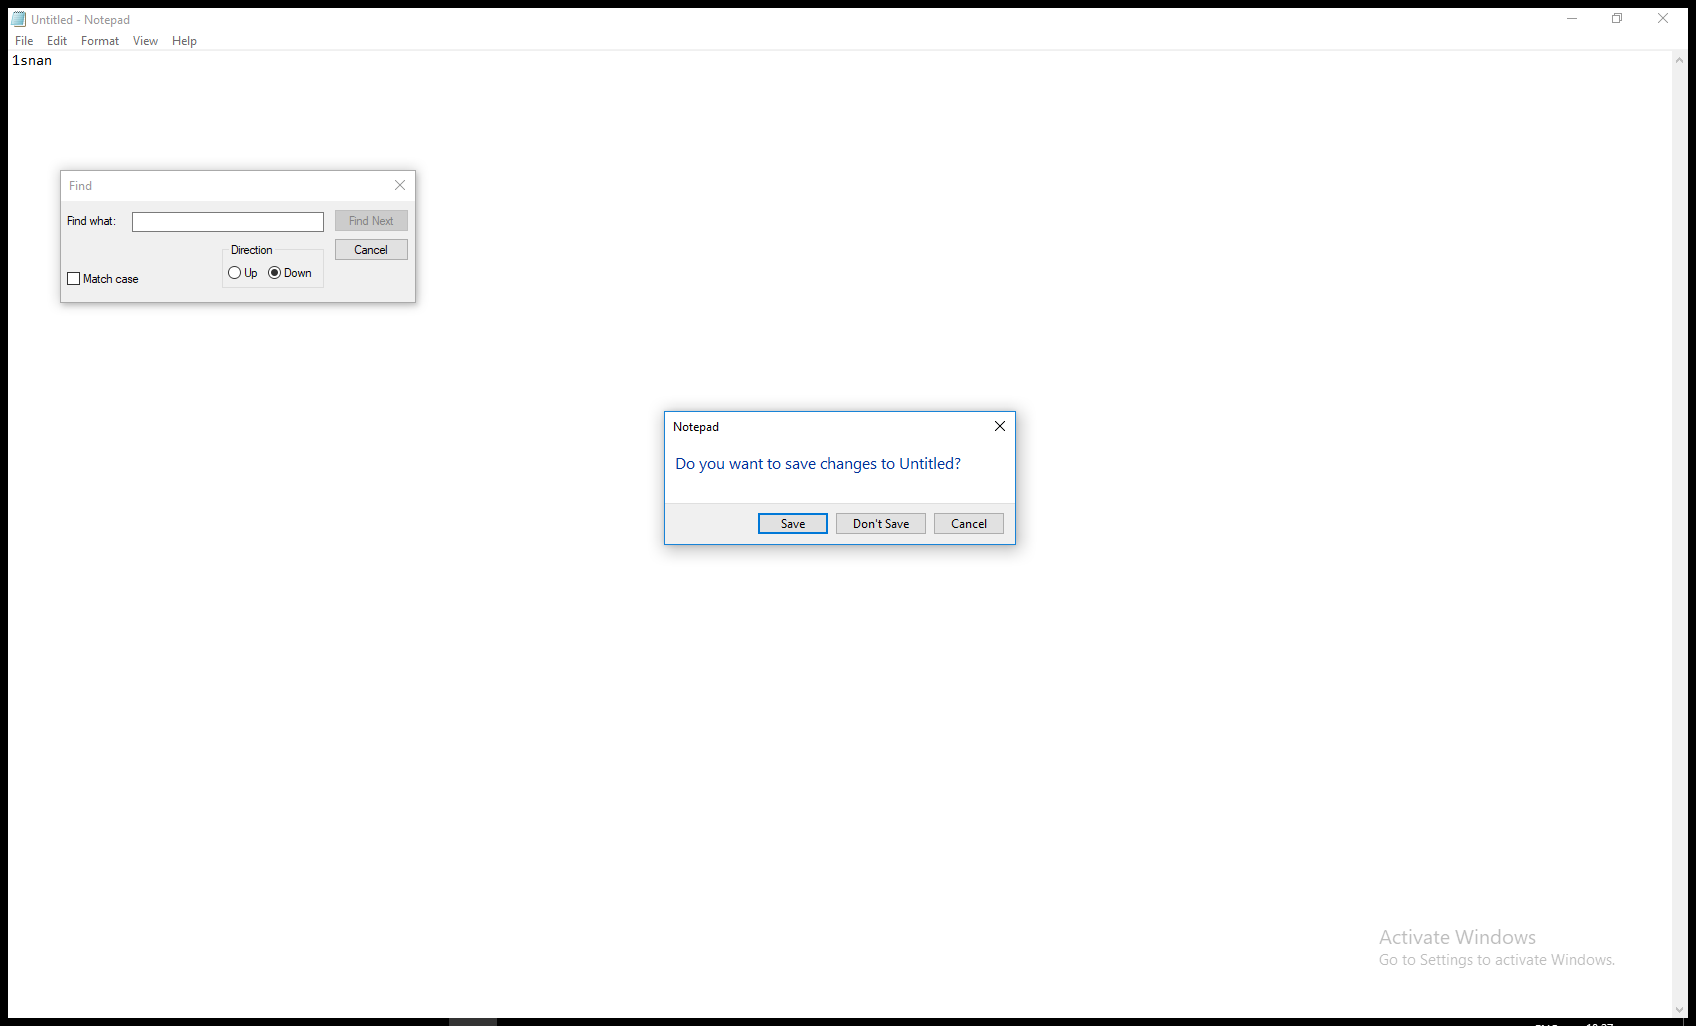 Untitled - Notepad
File Edit Format View Help
1snan
Find
Find what:
Find Next
Direction
Cancel
Up Down
Match case
Notepad
Do you want to save changes to Untitled?
Save Don't Save Cancel
Activate Windows
Go to Settings to activate Windows.